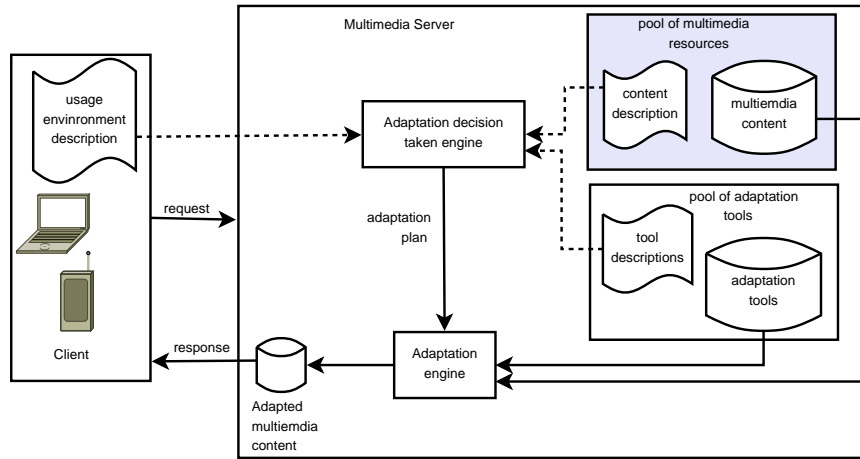 Multimedia Server
pool of multimedia
resources
usage
envinronment
description
content
description
multiemdia
content
Adaptation decision
taken engine
request
adaptation
plan
pool of adaptation
tools
tool
descriptions
adaptation
tools
Client
response
Adaptation
engine
Adapted
multiemdia
content